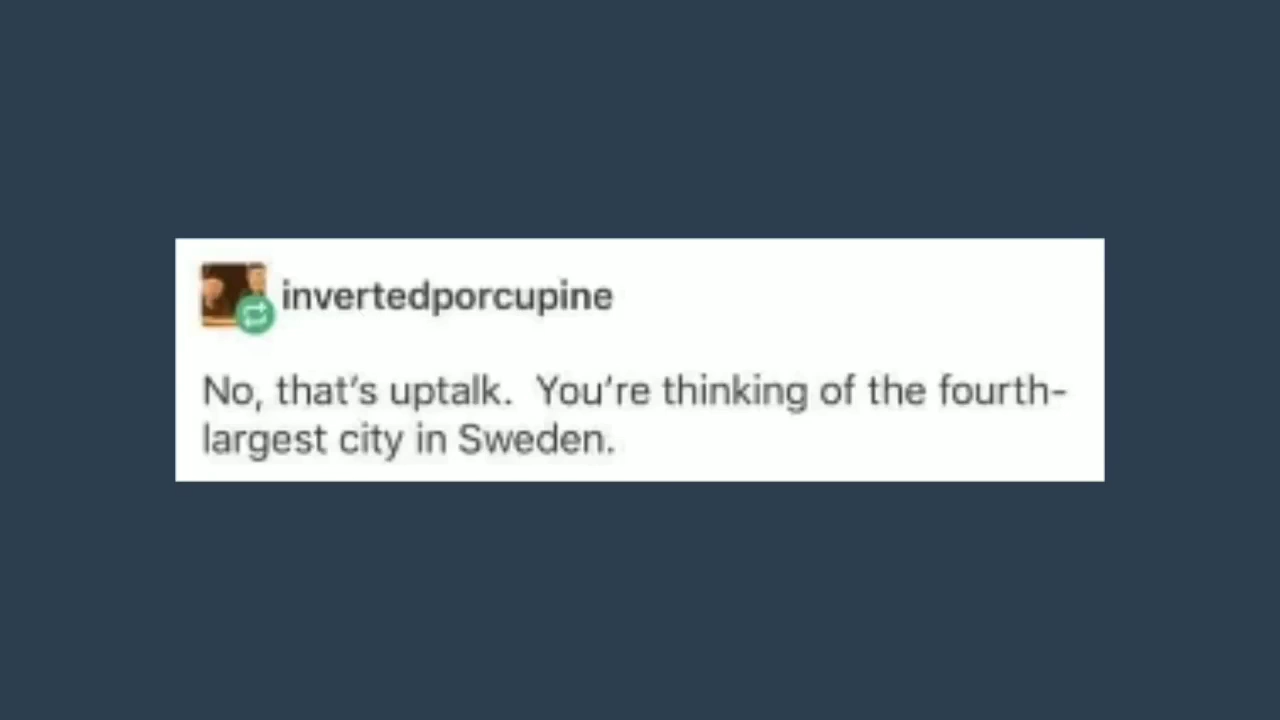 invertedporcupine
No, that’s uptalk.  You’re thinking of the fourth-
largest city in Sweden.